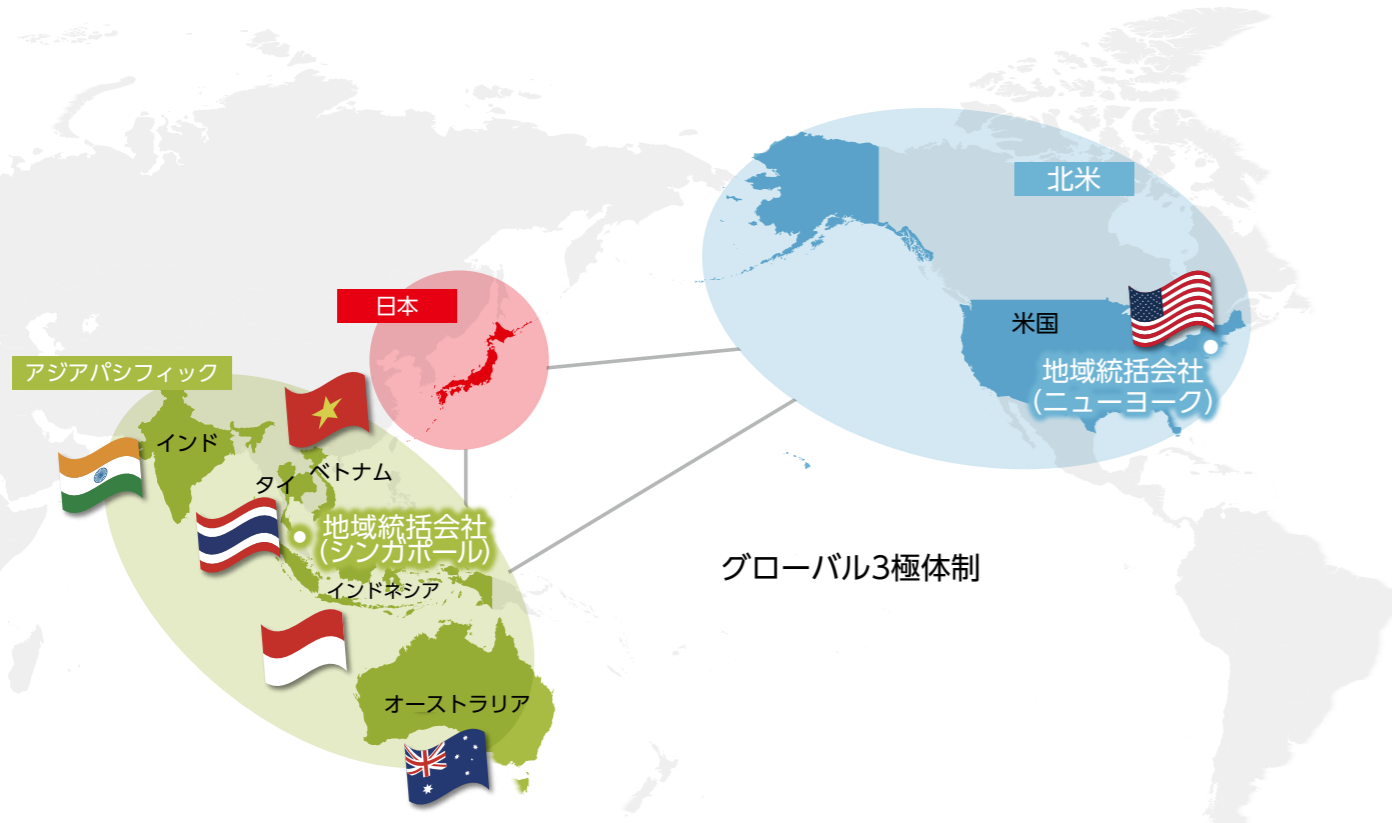 北米
日本
米国
アジアパシフィック
地域統括会社
(ニューヨーク)
インド
ベトナム
タイ
地域統括会社
(シンガポール)
グローバル3極体制
インドネシア
オーストラリア